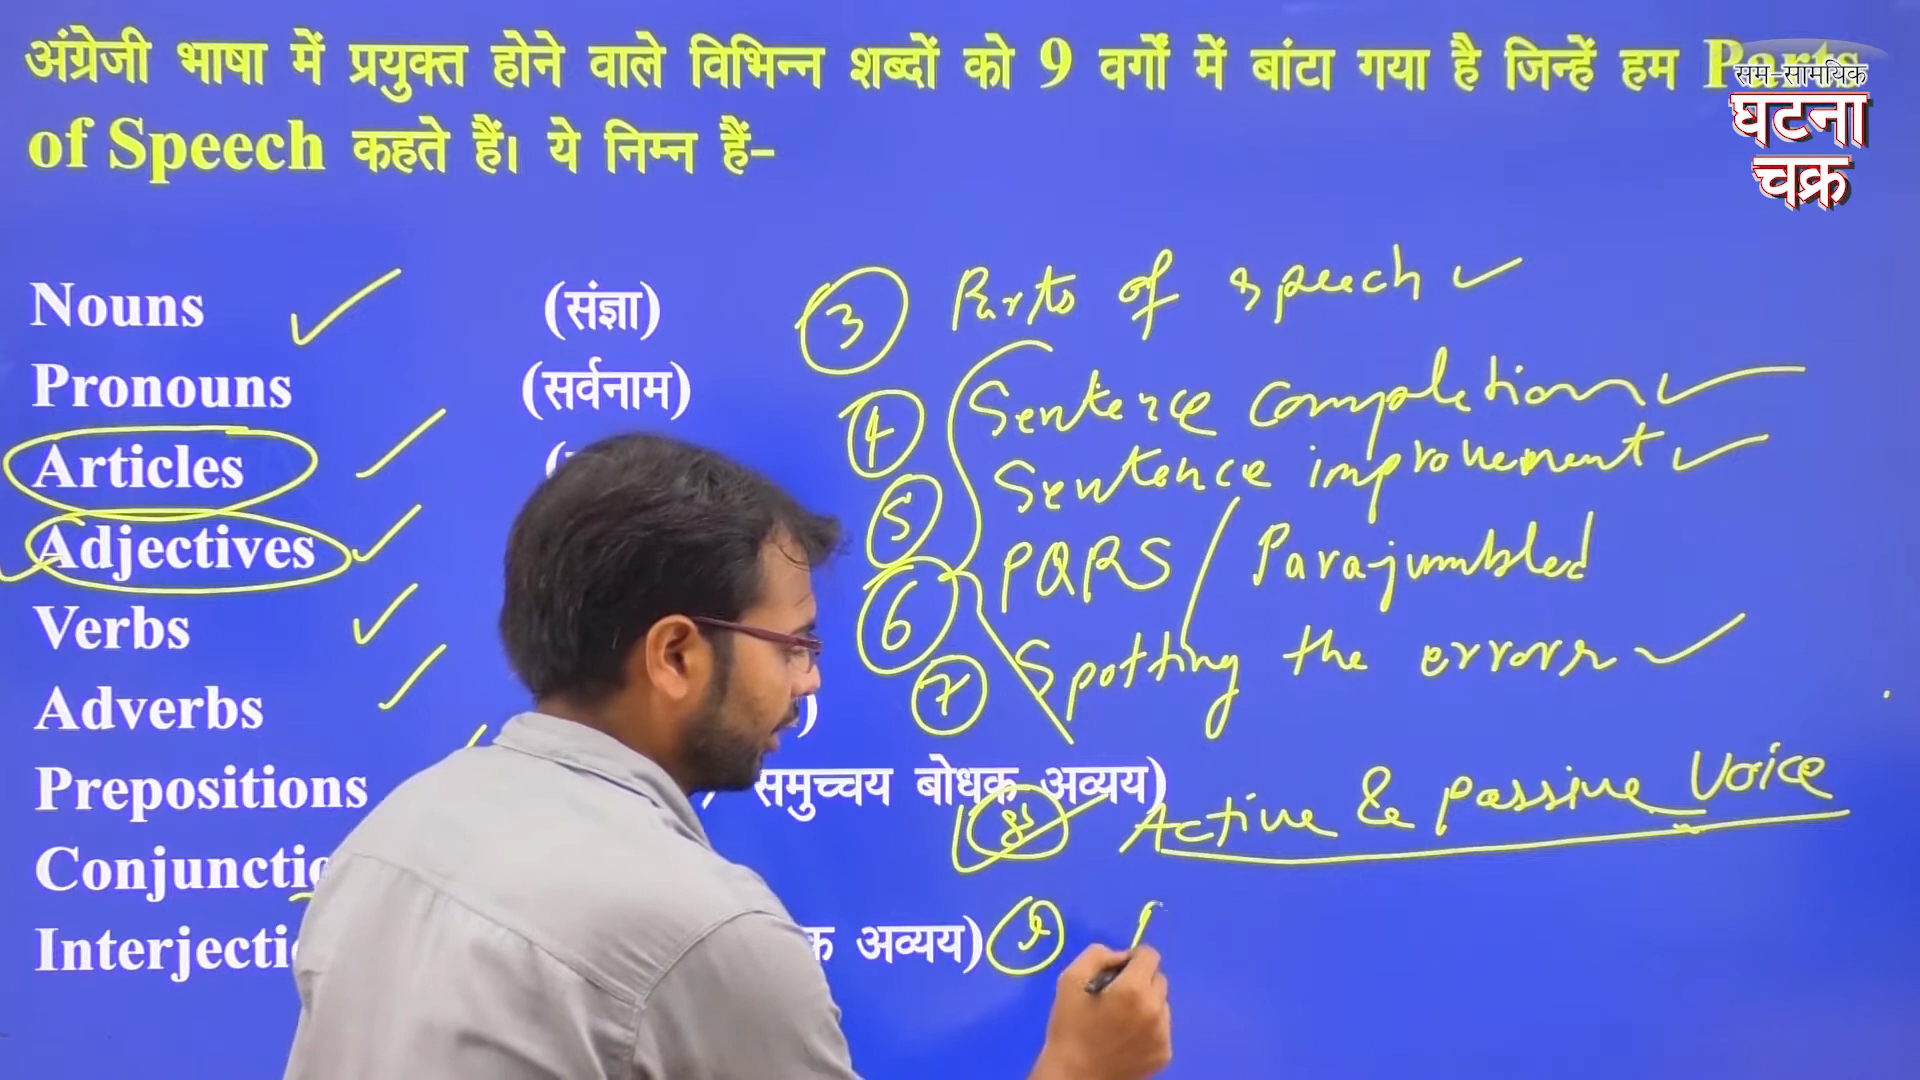 अंग्रेजी भाषा में प्रयुक्त होने वाले विभिन्न शब्दों को 9 वर्गों में बांटा गया है जिन्हें हम Parts
of Speech कहते हैं। ये निम्न हैं-
सम-सामयिक
घटना
चक्र
Nouns (संज्ञा)
Pronouns (सर्वनाम)
Articles
Adjectives
Verbs
Adverbs
Prepositions समुच्चय बोधक अव्यय)
Conjunctio
Interjectio क अव्यय)
3 Parts of speech
4 Sentence completion
5 Sentence improvement
6 PQRS / Parajumbled
7 Spotting the errors
8 Active & passive Voice
9